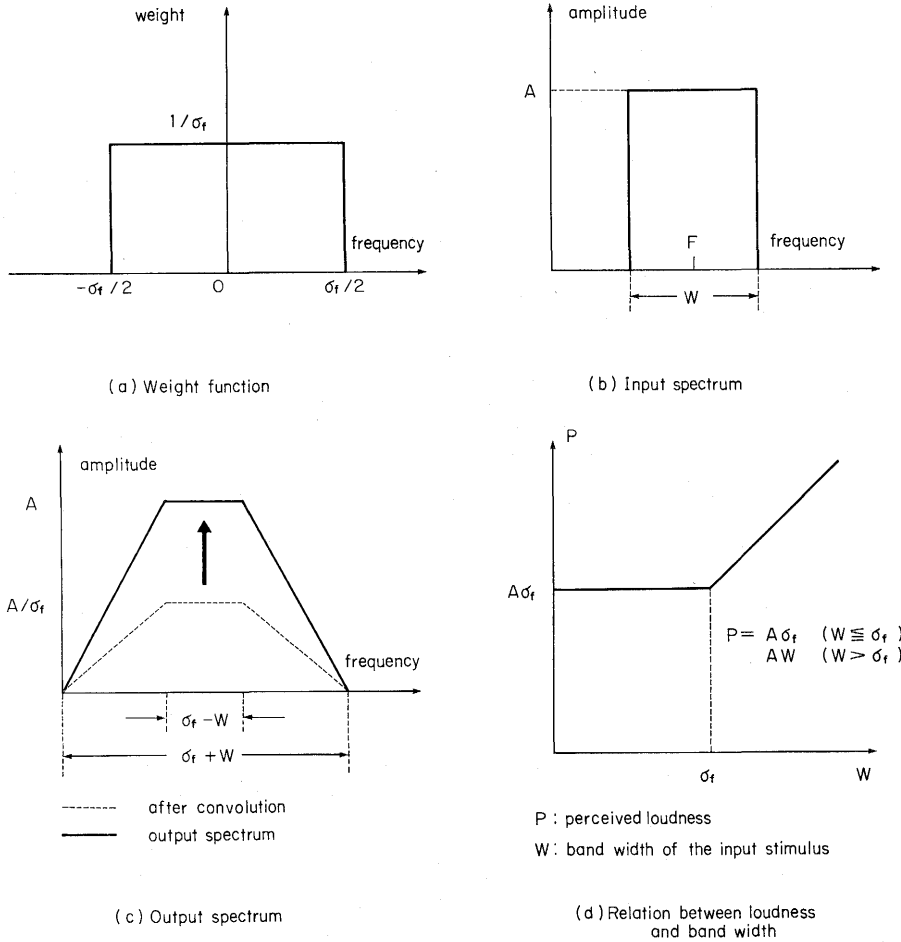 weight
1/σf
frequency
-σf/2
0
σf/2
(a) Weight function
amplitude
A
F
frequency
W
(b) Input spectrum
amplitude
A
A/σf
frequency
σf-W
σf+W
after convolution
output spectrum
(c) Output spectrum
P
Aσf
P= Aσf (W≦σf)
AW (W>σf)
σf
W
P : perceived loudness
W: band width of the input stimulus
(d) Relation between loudness
and band width